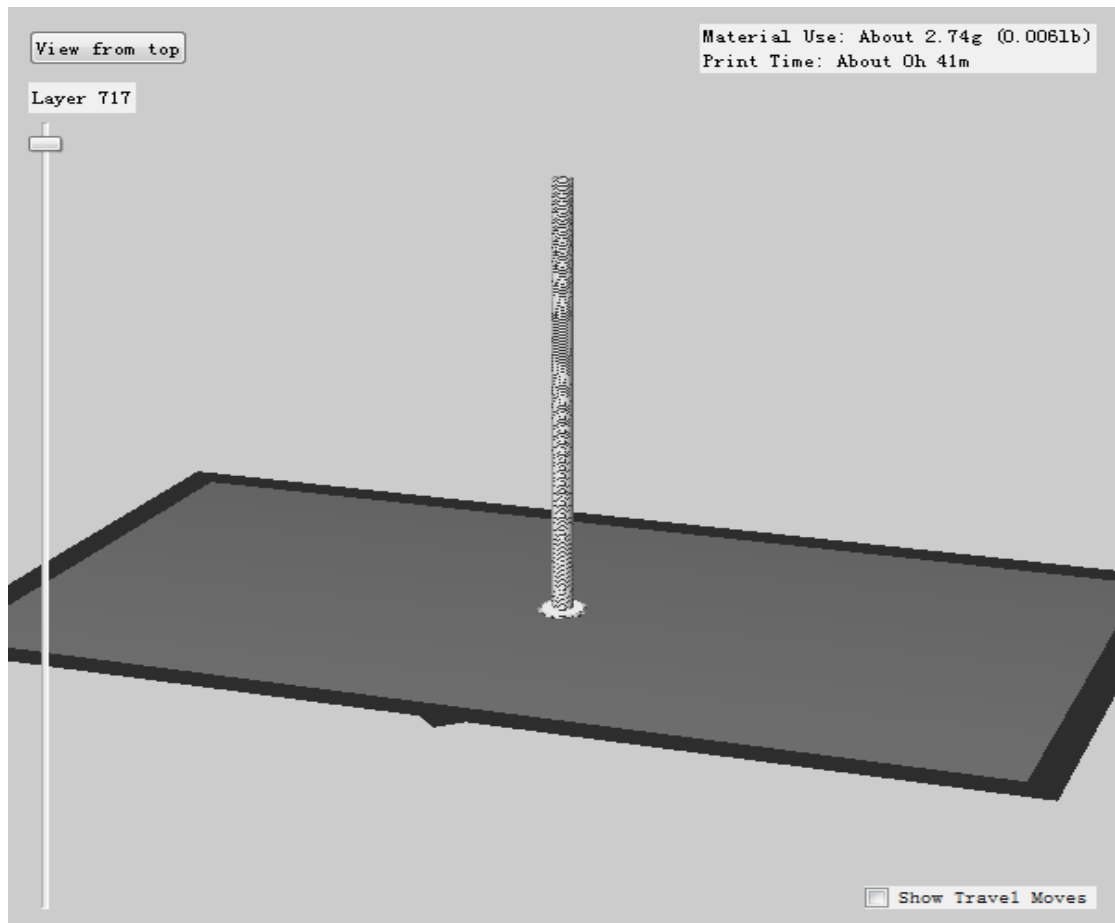 View from top
Material Use: About 2.74g (0.006lb)
Print Time: About 0h 41m
Layer 717
Show Travel Moves